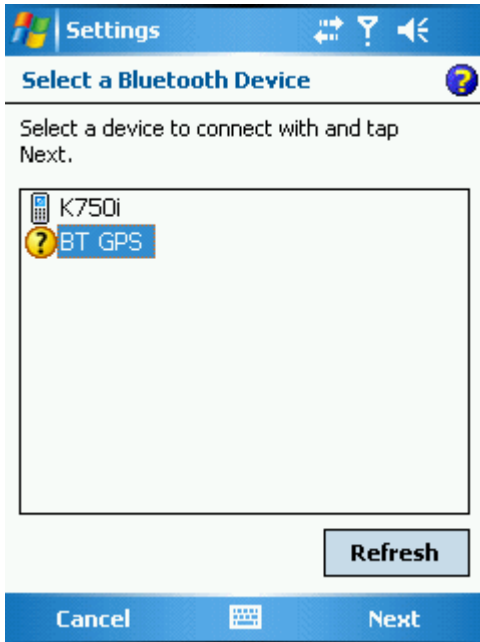 Settings
Select a Bluetooth Device
Select a device to connect with and tap
Next.
K750i
BT GPS
Refresh
Cancel Next